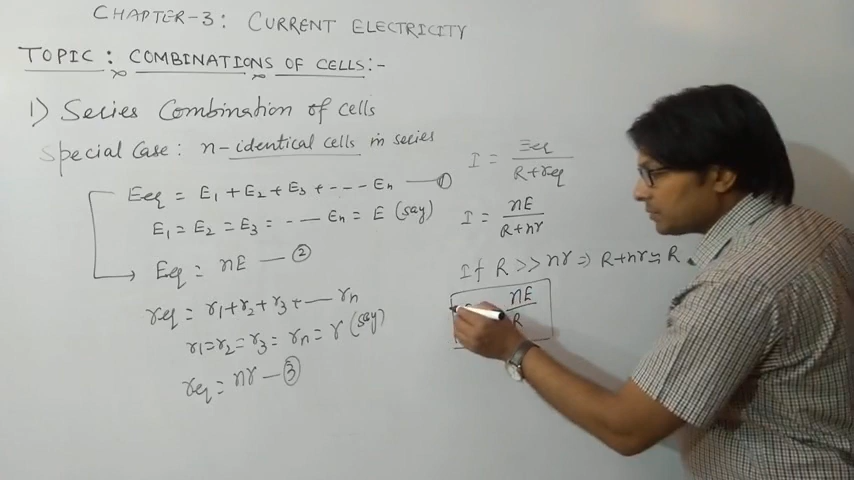 CHAPTER-3: CURRENT ELECTRICITY
TOPIC: COMBINATIONS OF CELLS:-
1) Series Combination of cells
Special Case: n-identical cells in series
Eeq = E1 + E2 + E3 + --- En — ①
E1 = E2 = E3 = -- — En = E (say)
Eeq = nE — ②
req = r1+r2+r3+ -— rn
r1=r2=r3= rn= r (say)
req = nr — ③
I = Eeq / R+req
I = nE / R+nr
If R >> nr ⇒ R+nr ≃ R.
nE / R